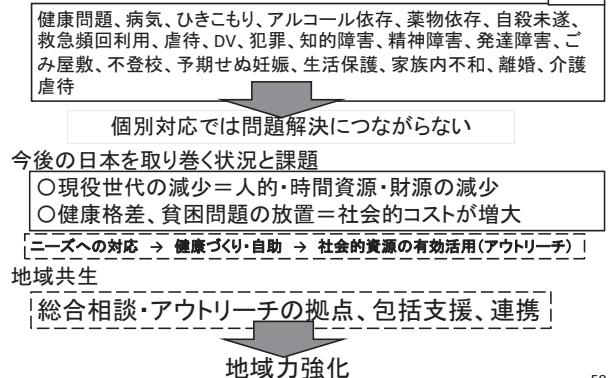 健康問題、病気、ひきこもり、アルコール依存、薬物依存、自殺未遂、
救急頻回利用、虐待、DV、犯罪、知的障害、精神障害、発達障害、ご
み屋敷、不登校、予期せぬ妊娠、生活保護、家族内不和、離婚、介護
虐待
個別対応では問題解決につながらない
今後の日本を取り巻く状況と課題
○現役世代の減少＝人的・時間資源・財源の減少
○健康格差、貧困問題の放置＝社会的コストが増大
ニーズへの対応 → 健康づくり・自助 → 社会的資源の有効活用(アウトリーチ)
地域共生
総合相談・アウトリーチの拠点、包括支援、連携
地域力強化